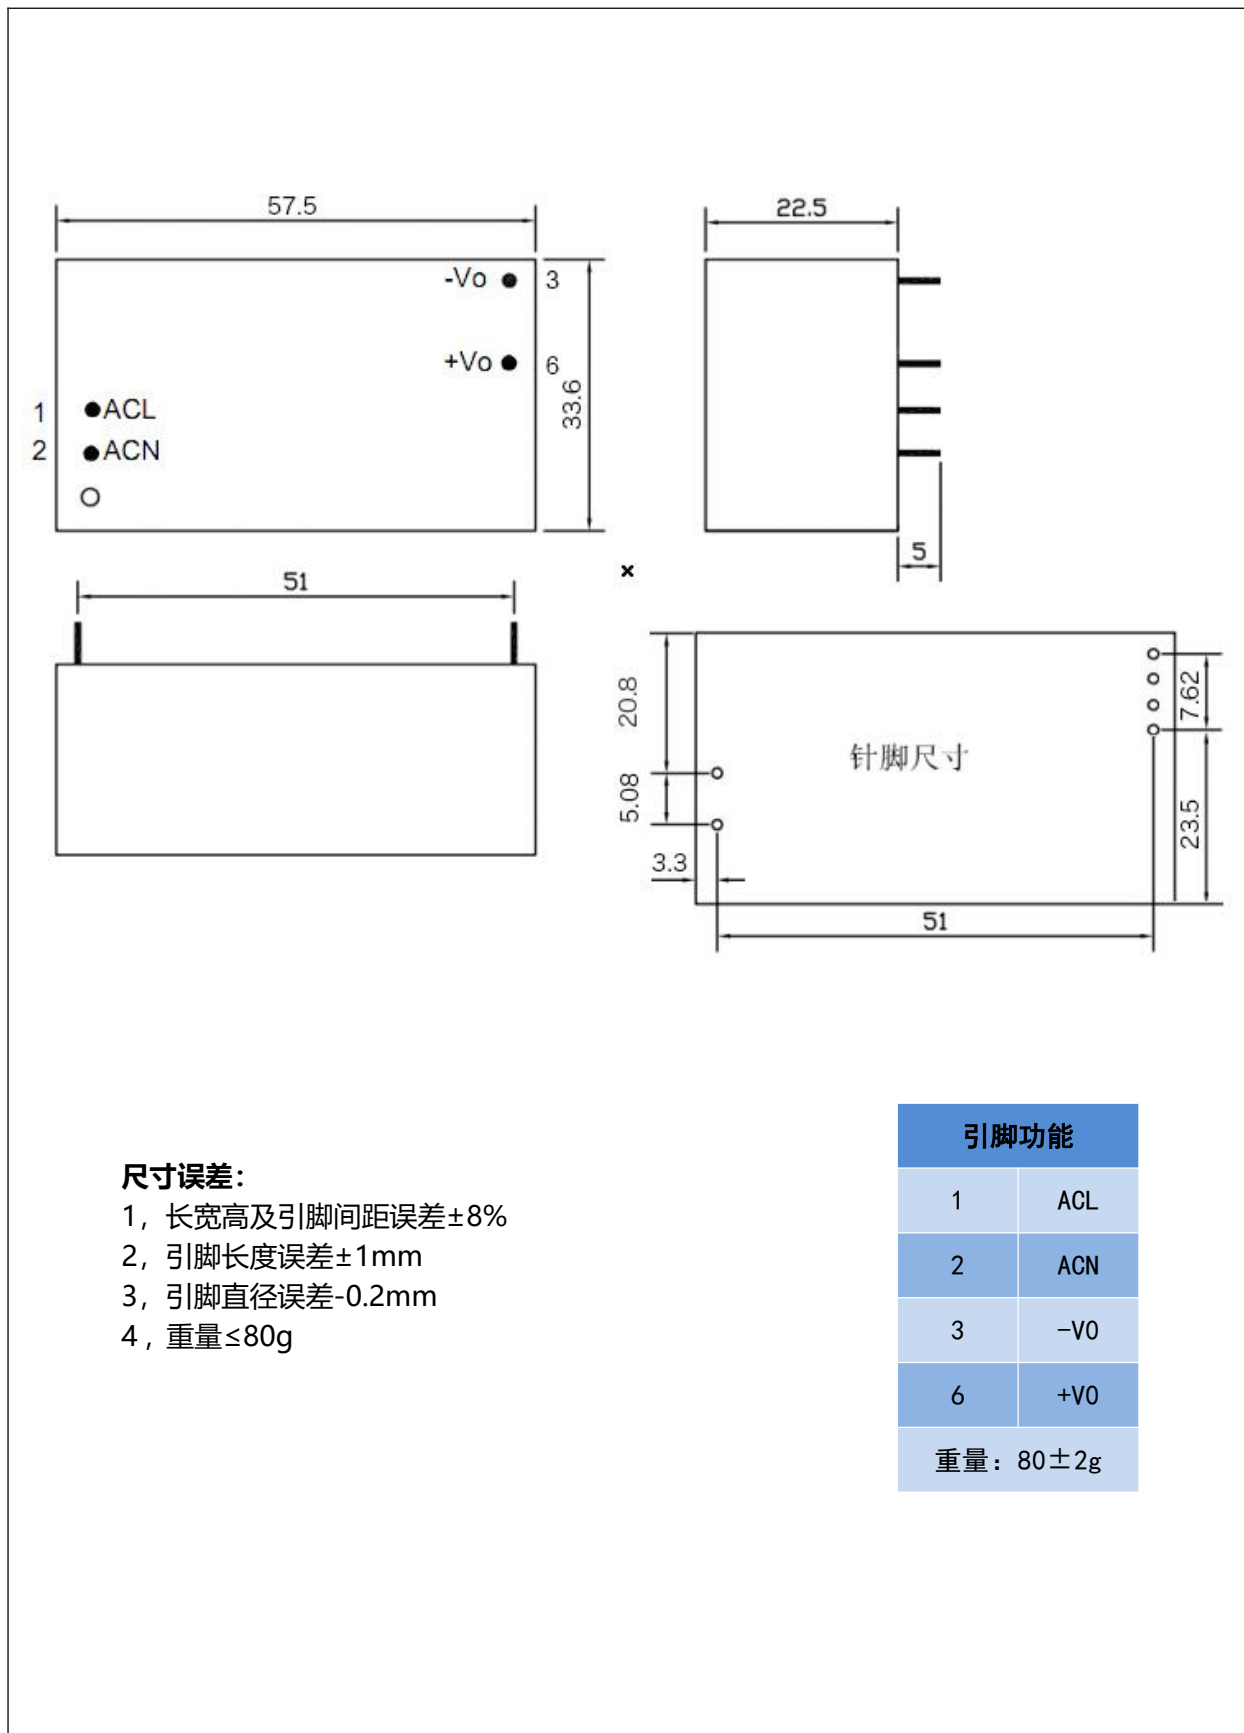 57.5
22.5
-Vo
3
+Vo
6
33.6
1
ACL
2
ACN
5
51
20.8
7.62
针脚尺寸
5.08
23.5
3.3
51
引脚功能
1 ACL
2 ACN
3 -VO
6 +VO
重量：80±2g
尺寸误差：
1，长宽高及引脚间距误差±8%
2，引脚长度误差±1mm
3，引脚直径误差-0.2mm
4，重量≤80g